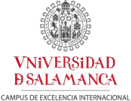 VNiVERSiDAD
D SALAMANCA
CAMPUS DE EXCELENCIA INTERNACIONAL